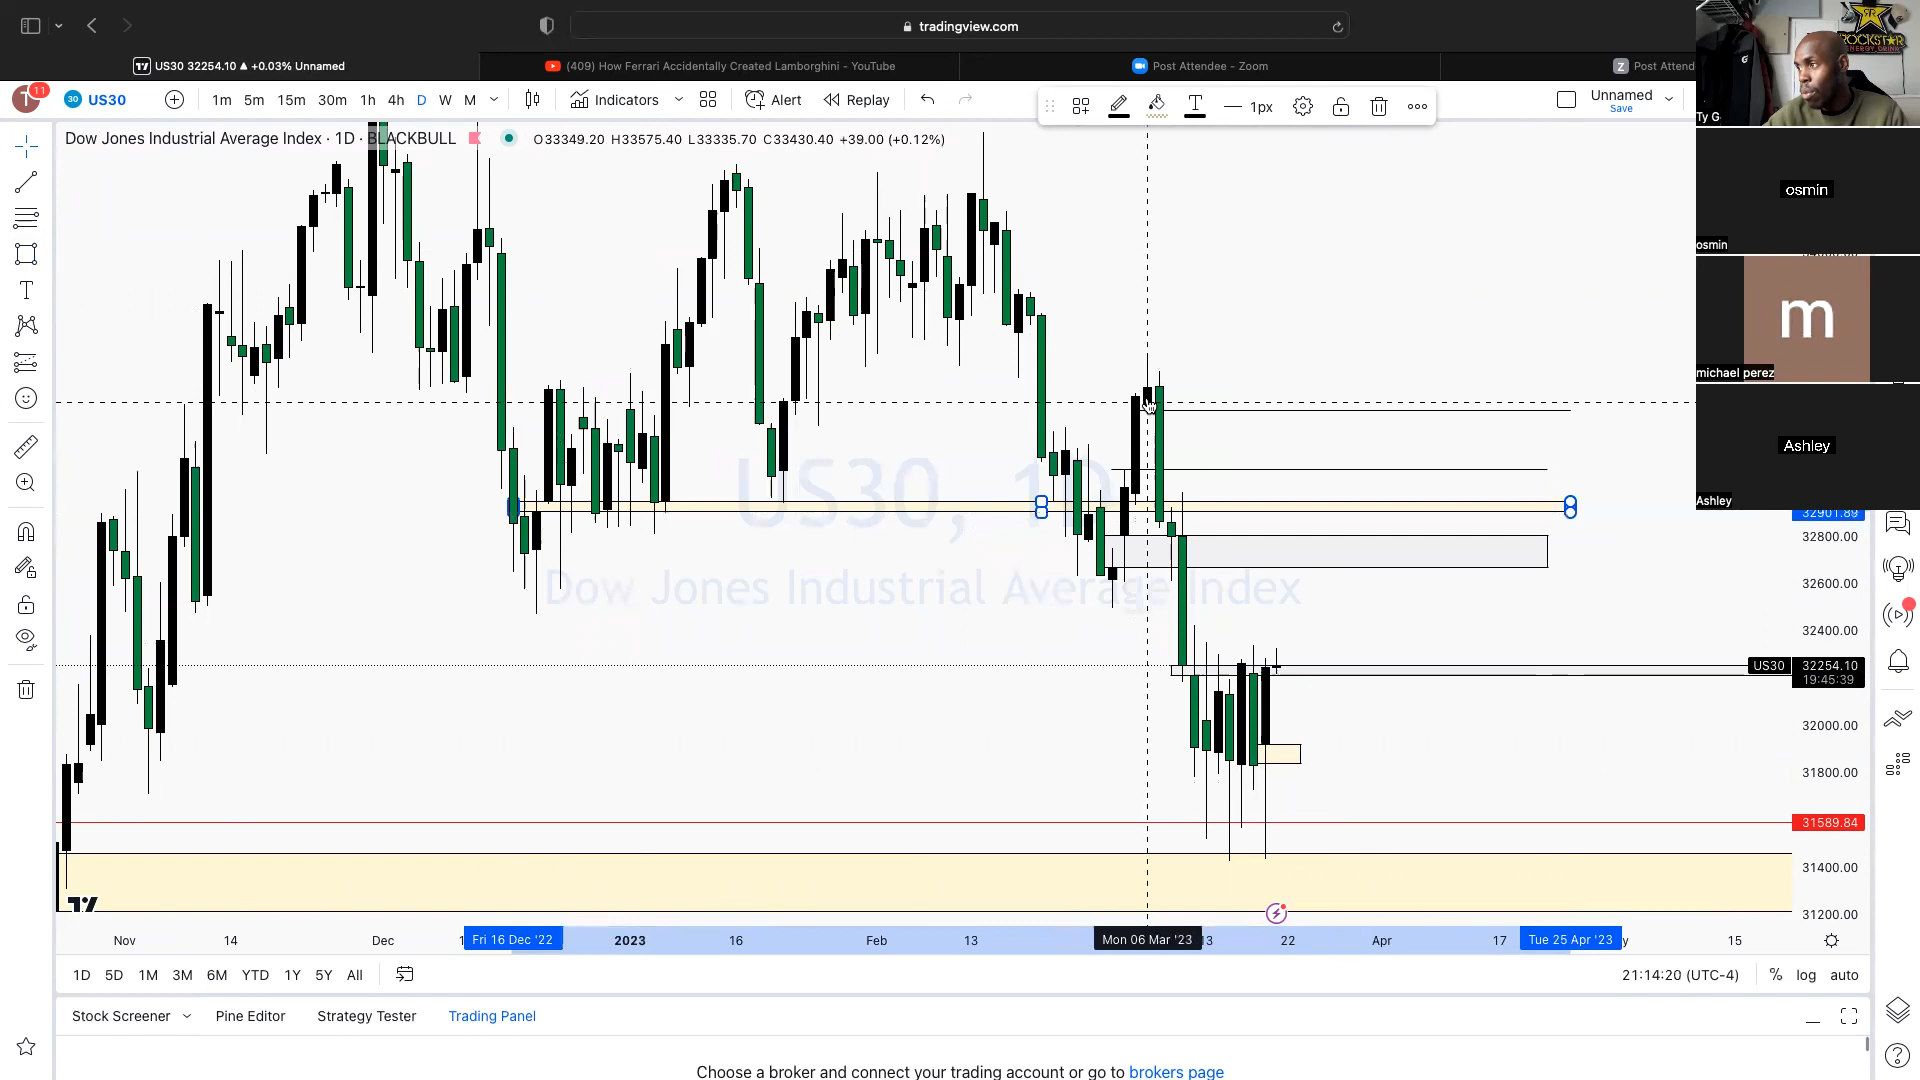 tradingview.com
US30 32254.10 ▲ +0.03% Unnamed
(409) How Ferrari Accidentally Created Lamborghini - YouTube
Post Attendee - Zoom
Z Post Attend
ROCKSTAR
ENERGY DRINK
Ty G
T 11
30 US30
1m 5m 15m 30m 1h 4h D W M
Indicators
Alert
Replay
T
1px
Unnamed
Save
Dow Jones Industrial Average Index · 1D · BLACKBULL
O33349.20 H33575.40 L33335.70 C33430.40 +39.00 (+0.12%)
osmin
osmin
m
michael perez
Ashley
Ashley
US30, 1D
Dow Jones Industrial Average Index
32901.89
32800.00
32600.00
32400.00
US30 32254.10
19:45:39
32000.00
31800.00
31589.84
31400.00
31200.00
Nov 14 Dec Fri 16 Dec '22 2023 16 Feb 13 Mon 06 Mar '23 13 22 Apr 17 Tue 25 Apr '23 15
1D 5D 1M 3M 6M YTD 1Y 5Y All
21:14:20 (UTC-4) % log auto
Stock Screener Pine Editor Strategy Tester Trading Panel
Choose a broker and connect your trading account or go to brokers page